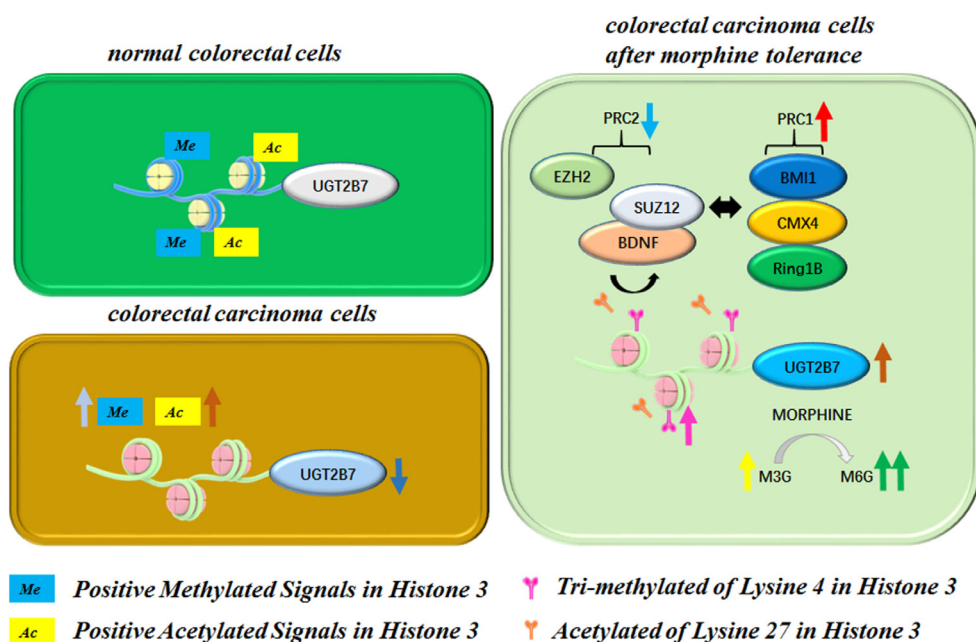 normal colorectal cells
Me
Ac
UGT2B7
Me
Ac
colorectal carcinoma cells
Me
Ac
UGT2B7
colorectal carcinoma cells
after morphine tolerance
PRC2
PRC1
EZH2
BMI1
SUZ12
CMX4
BDNF
Ring1B
UGT2B7
MORPHINE
M3G
M6G
Me Positive Methylated Signals in Histone 3
Ac Positive Acetylated Signals in Histone 3
Tri-methylated of Lysine 4 in Histone 3
Acetylated of Lysine 27 in Histone 3